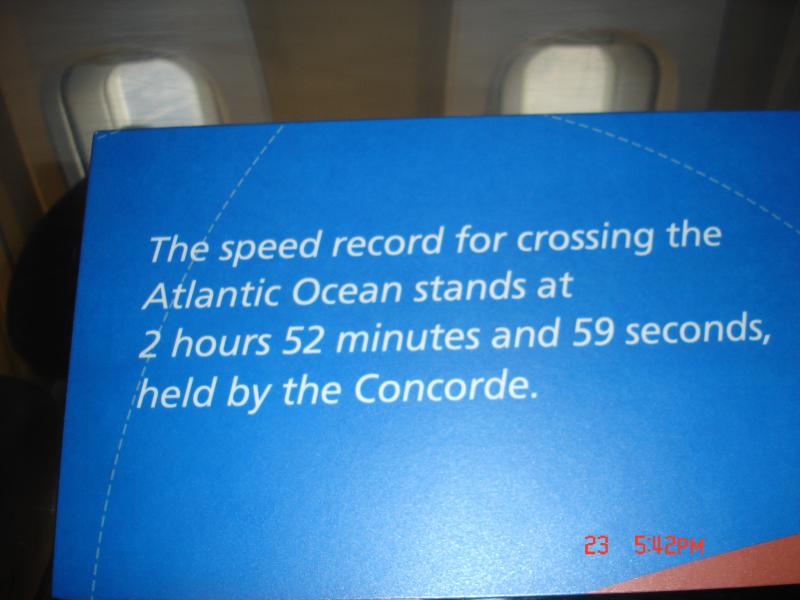 The speed record for crossing the
Atlantic Ocean stands at
2 hours 52 minutes and 59 seconds,
held by the Concorde.
23 5:42PM